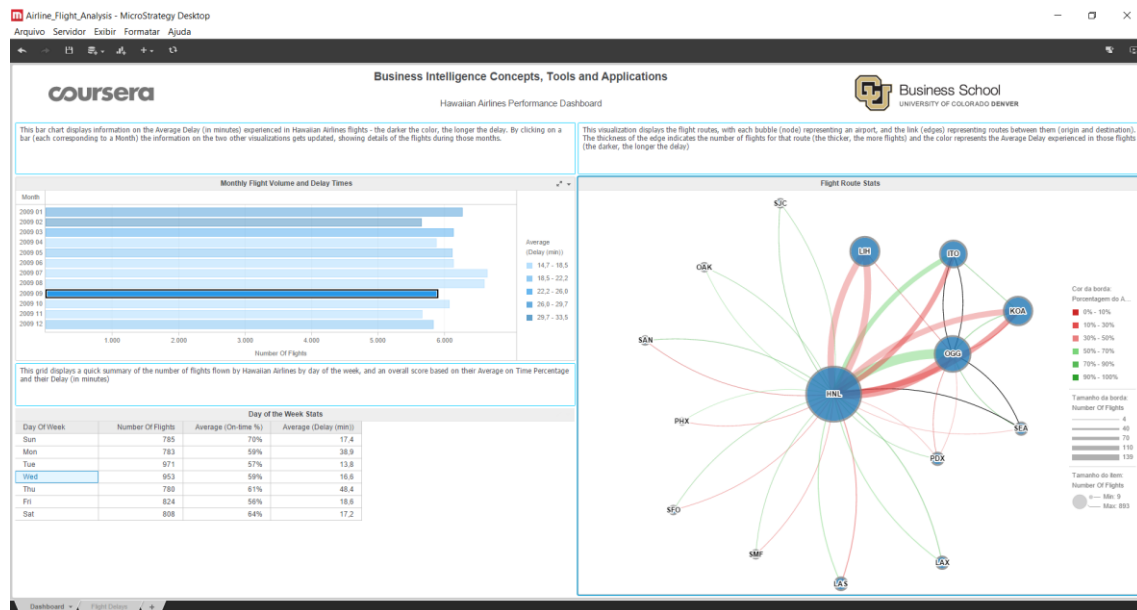 Airline_Flight_Analysis - MicroStrategy Desktop
Arquivo Servidor Exibir Formatar Ajuda
coursera
Business Intelligence Concepts, Tools and Applications
Hawaiian Airlines Performance Dashboard
CU
Business School
UNIVERSITY OF COLORADO DENVER
This bar chart displays information on the Average Delay (in minutes) experienced in Hawaiian Airlines flights - the darker the color, the longer the delay. By clicking on a
bar (each corresponding to a Month) the information on the two other visualizations gets updated, showing details of the flights during those months.
This visualization displays the flight routes, with each bubble (node) representing an airport, and the link (edges) representing routes between them (origin and destination).
The thickness of the edge indicates the number of flights for that route (the thicker, the more flights) and the color represents the Average Delay experienced in those flights
(the darker, the longer the delay)
Monthly Flight Volume and Delay Times
Month
2009 01
2009 02
2009 03
2009 04
2009 05
2009 06
2009 07
2009 08
2009 09
2009 10
2009 11
2009 12
1.000 2.000 3.000 4.000 5.000 6.000
Number Of Flights
Average
(Delay (min))
14,7 - 18,5
18,5 - 22,2
22,2 - 26,0
26,0 - 29,7
29,7 - 33,5
This grid displays a quick summary of the number of flights flown by Hawaiian Airlines by day of the week, and an overall score based on their Average on Time Percentage
and their Delay (in minutes)
Day of the Week Stats
Day Of Week Number Of Flights Average (On-time %) Average (Delay (min))
Sun 785 70% 17,4
Mon 783 59% 38,9
Tue 971 57% 13,8
Wed 953 59% 16,6
Thu 780 61% 48,4
Fri 824 56% 18,6
Sat 808 64% 17,2
Flight Route Stats
SJC
LIH
ITO
OAK
KOA
SAN
OGG
HNL
PHX
SEA
PDX
SFO
SMF
LAX
LAS
Cor da borda:
Porcentagem do A...
0% - 10%
10% - 30%
30% - 50%
50% - 70%
70% - 90%
90% - 100%
Tamanho da borda:
Number Of Flights
4
40
70
110
139
Tamanho do item:
Number Of Flights
Min: 9
Max: 893
Dashboard Flight Delays +